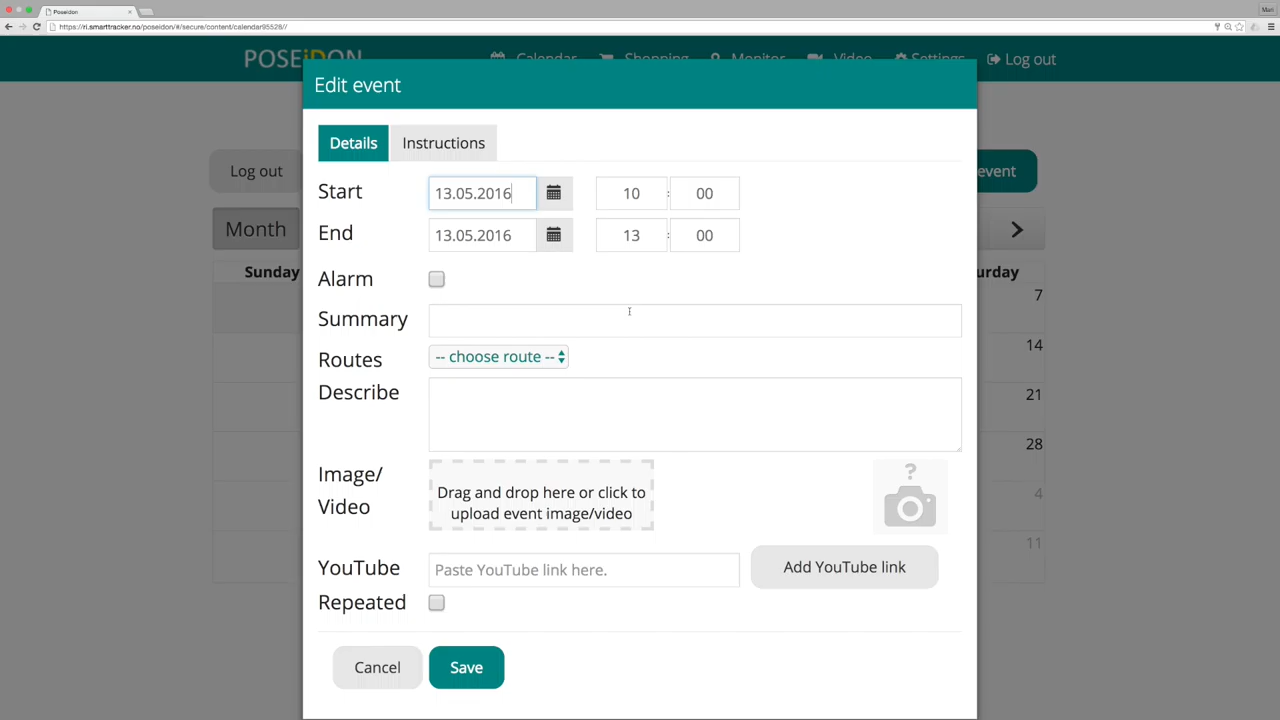 Poseidon
Mari
https://ri.smarttracker.no/poseidon/#/secure/content/calendar95528//
POSEIDON
Calendar
Shopping
Monitor
Video
Settings
Log out
Edit event
Details
Instructions
Log out
event
Start
13.05.2016
10 : 00
Month
End
13.05.2016
13 : 00
Sunday
urday
Alarm
7
Summary
14
Routes
-- choose route --
Describe
21
28
Image/
Video
Drag and drop here or click to
upload event image/video
?
4
11
YouTube
Paste YouTube link here.
Add YouTube link
Repeated
Cancel
Save